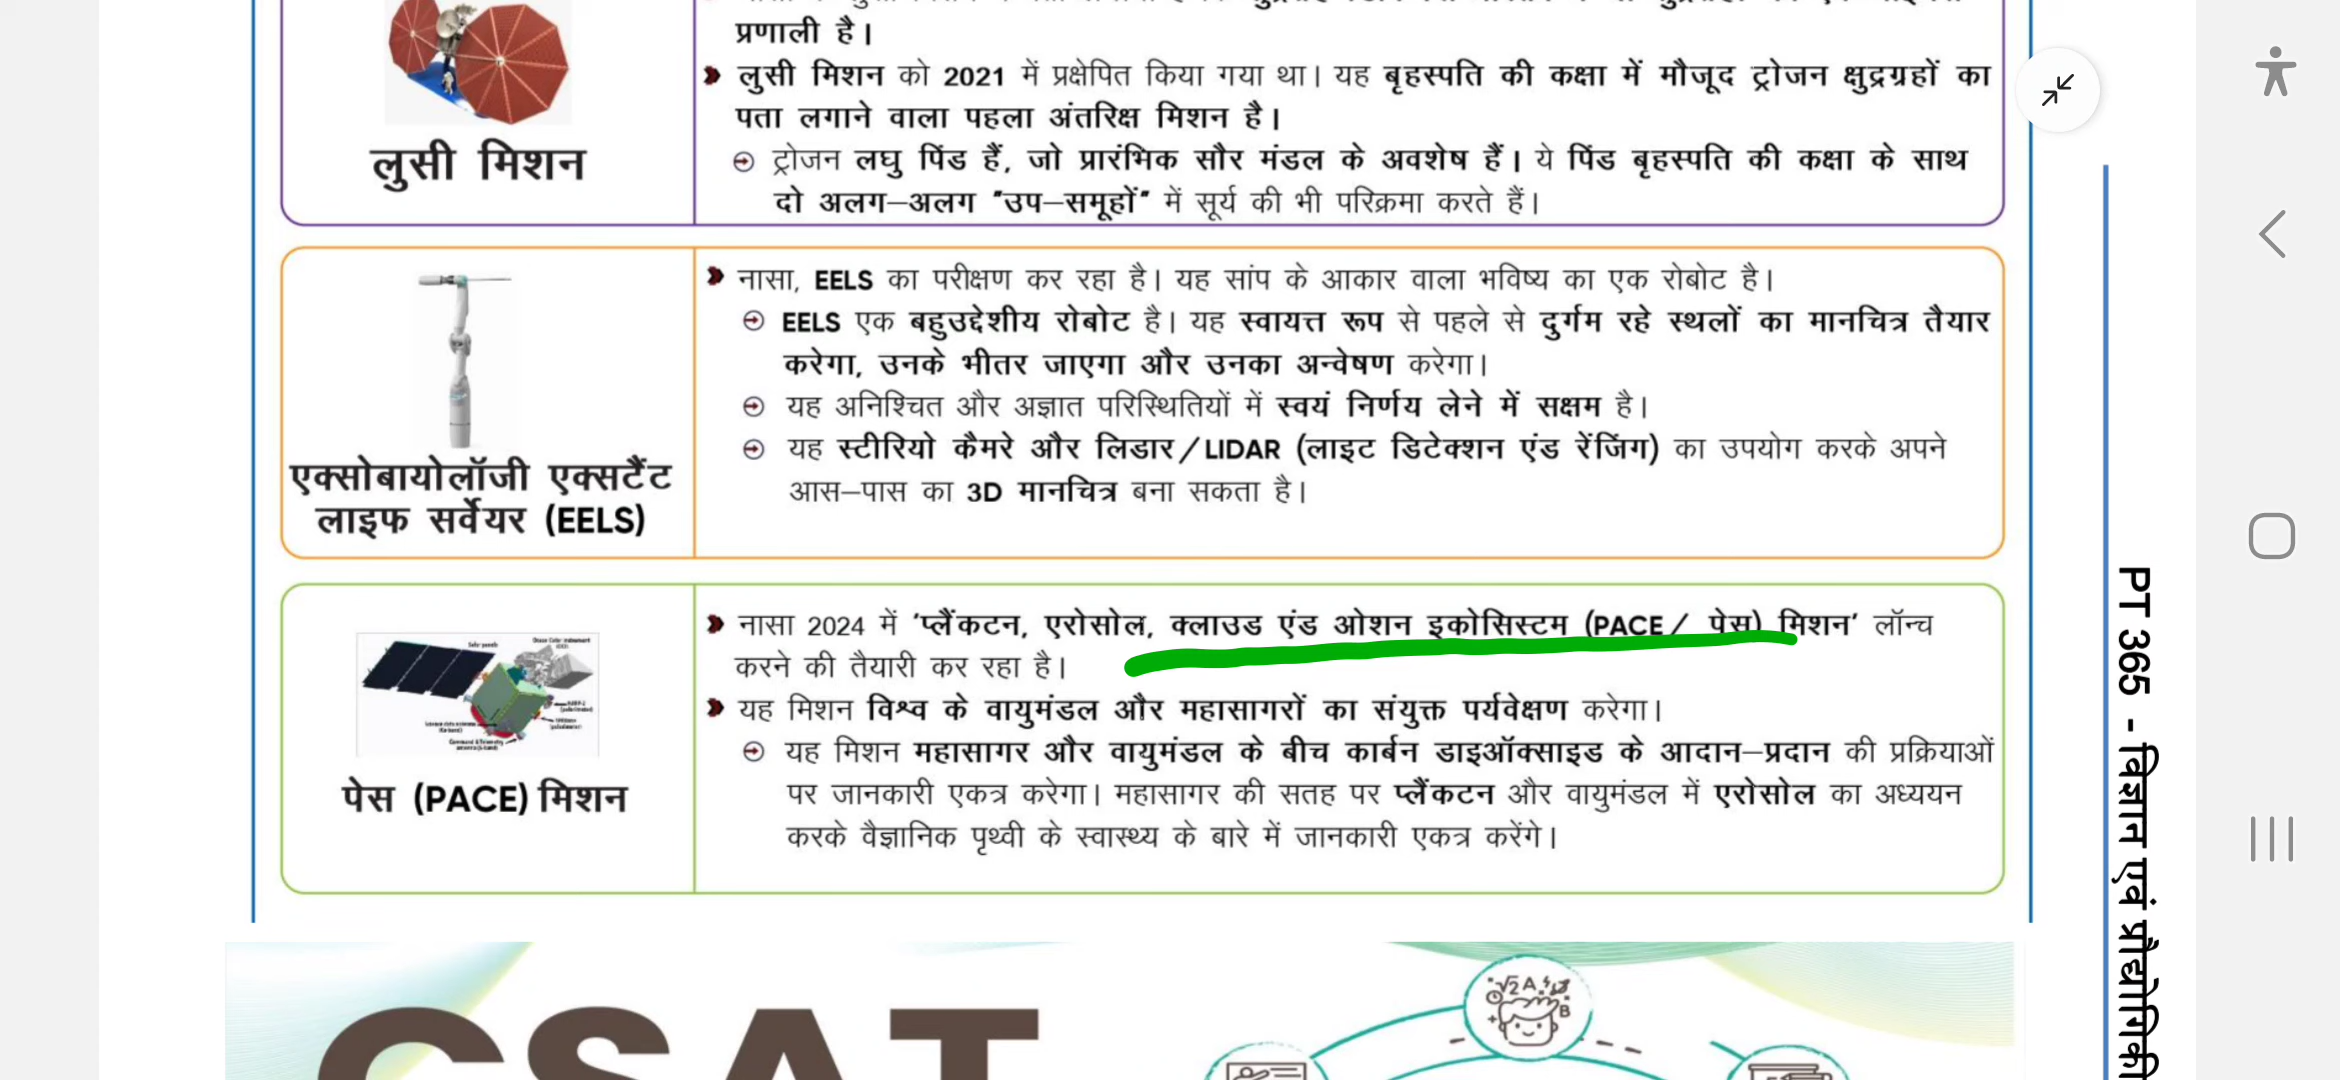 प्रणाली है।
लुसी मिशन को 2021 में प्रक्षेपित किया गया था। यह बृहस्पति की कक्षा में मौजूद ट्रोजन क्षुद्रग्रहों का
पता लगाने वाला पहला अंतरिक्ष मिशन है।
ट्रोजन लघु पिंड हैं, जो प्रारंभिक सौर मंडल के अवशेष हैं। ये पिंड बृहस्पति की कक्षा के साथ
दो अलग–अलग "उप–समूहों" में सूर्य की भी परिक्रमा करते हैं।
लुसी मिशन
नासा, EELS का परीक्षण कर रहा है। यह सांप के आकार वाला भविष्य का एक रोबोट है।
EELS एक बहुउद्देशीय रोबोट है। यह स्वायत्त रूप से पहले से दुर्गम रहे स्थलों का मानचित्र तैयार
करेगा, उनके भीतर जाएगा और उनका अन्वेषण करेगा।
यह अनिश्चित और अज्ञात परिस्थितियों में स्वयं निर्णय लेने में सक्षम है।
यह स्टीरियो कैमरे और लिडार/LIDAR (लाइट डिटेक्शन एंड रेंजिंग) का उपयोग करके अपने
आस–पास का 3D मानचित्र बना सकता है।
एक्सोबायोलॉजी एक्सटैंट
लाइफ सर्वेयर (EELS)
नासा 2024 में 'प्लैंकटन, एरोसोल, क्लाउड एंड ओशन इकोसिस्टम (PACE/ पेस) मिशन' लॉन्च
करने की तैयारी कर रहा है।
यह मिशन विश्व के वायुमंडल और महासागरों का संयुक्त पर्यवेक्षण करेगा।
यह मिशन महासागर और वायुमंडल के बीच कार्बन डाइऑक्साइड के आदान–प्रदान की प्रक्रियाओं
पर जानकारी एकत्र करेगा। महासागर की सतह पर प्लैंकटन और वायुमंडल में एरोसोल का अध्ययन
करके वैज्ञानिक पृथ्वी के स्वास्थ्य के बारे में जानकारी एकत्र करेंगे।
Solar panels
Ocean Color Instrument
(OCI)
पेस (PACE) मिशन
CSAT
PT 365 - विज्ञान एवं प्रौद्योगिकी